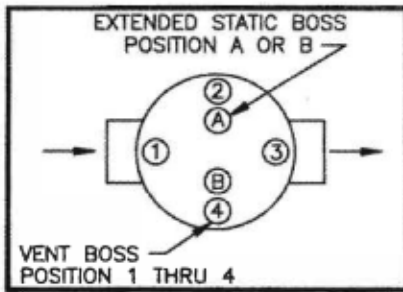 EXTENDED STATIC BOSS
POSITION A OR B
2
A
1
3
B
4
VENT BOSS
POSITION 1 THRU 4